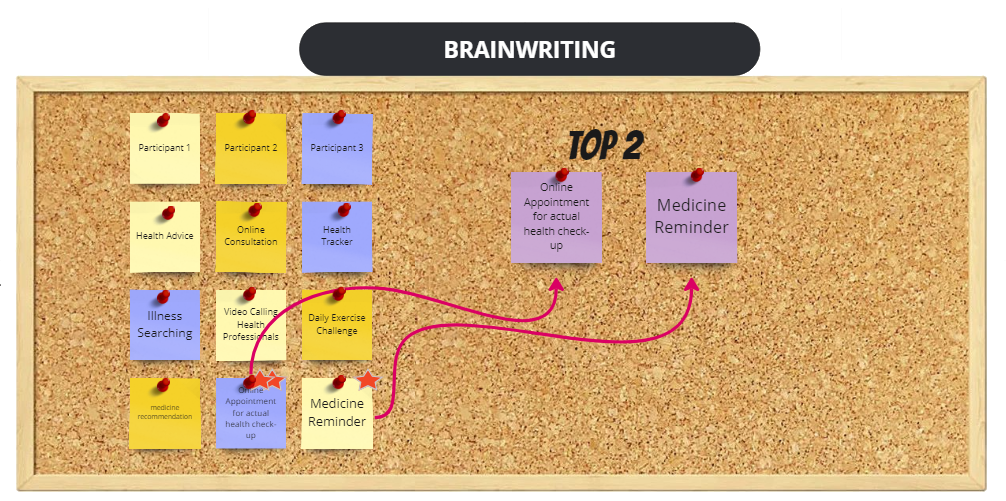 BRAINWRITING
TOP 2
Participant 1
Participant 2
Participant 3
Online
Appointment
for actual
health check-
up
Medicine
Reminder
Health Advice
Online
Consultation
Health
Tracker
Illness
Searching
Video Calling
Health
Professionals
Daily Exercise
Challenge
medicine
recommendation
Online
Appointment
for actual
health check-
up
Medicine
Reminder